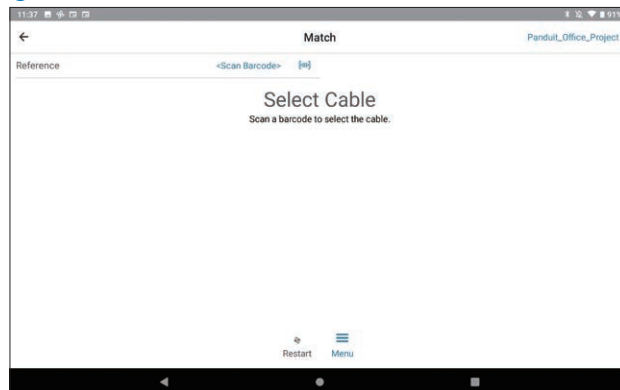 11:37 91%
← Match Panduit_Office_Project
Reference <Scan Barcode>
Select Cable
Scan a barcode to select the cable.
Restart Menu